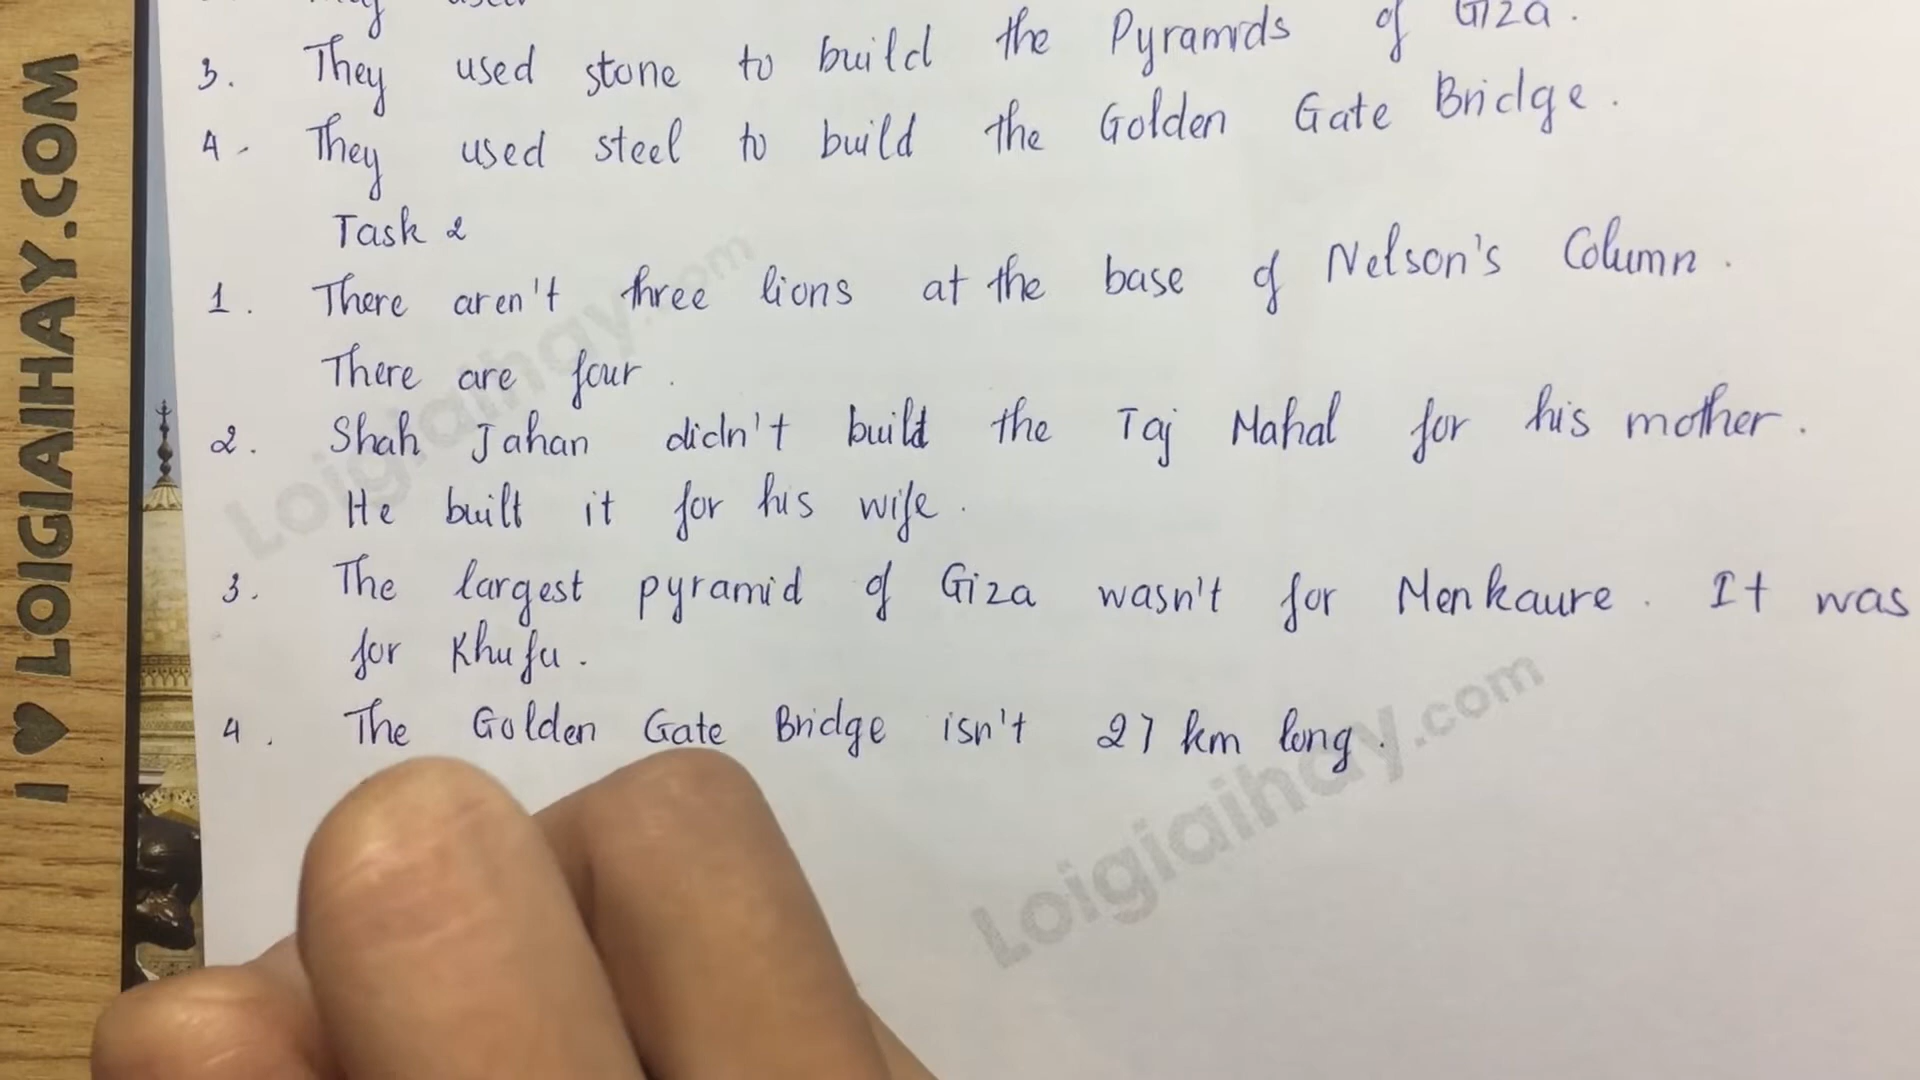 used
3. They used stone to build the Pyramids of Giza.
4. They used steel to build the Golden Gate Bridge.
Task 2
1. There aren't three lions at the base of Nelson's Column.
There are four.
2. Shah Jahan didn't build the Taj Mahal for his mother.
He built it for his wife.
3. The largest pyramid of Giza wasn't for Menkaure. It was
for Khufu.
4. The Golden Gate Bridge isn't 27 km long.
I ♥ LOIGIAIHAY.COM
Loigiaihay.com
Loigiaihay.com